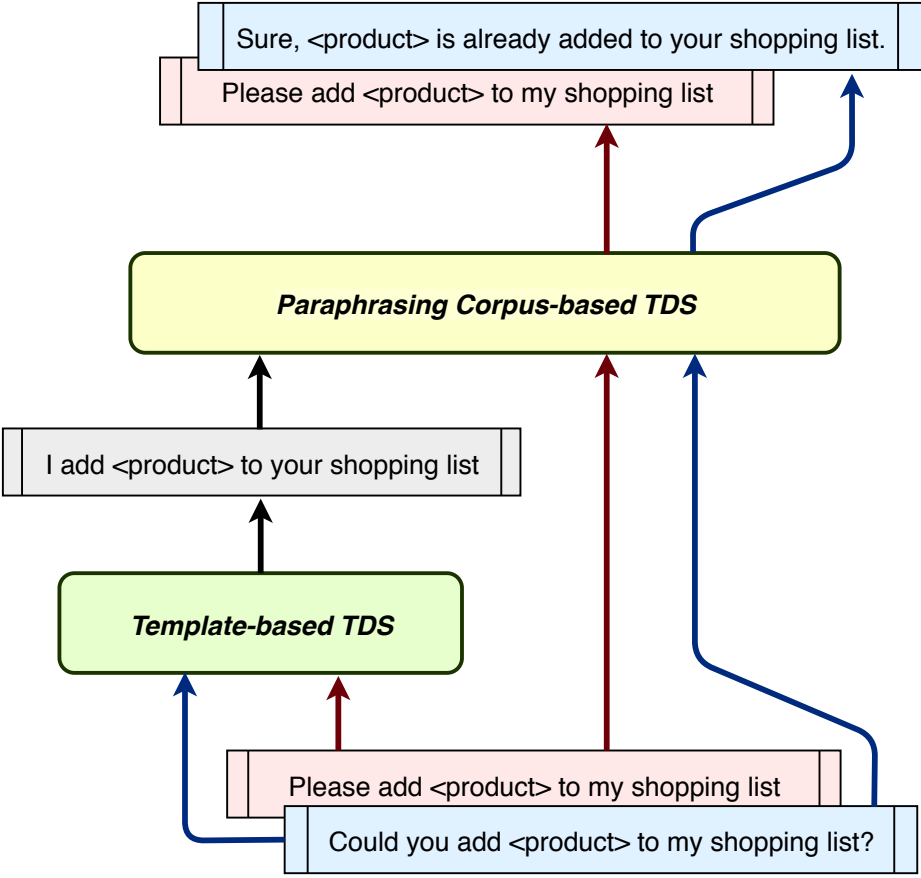 Sure, <product> is already added to your shopping list.
Please add <product> to my shopping list
Paraphrasing Corpus-based TDS
I add <product> to your shopping list
Template-based TDS
Please add <product> to my shopping list
Could you add <product> to my shopping list?